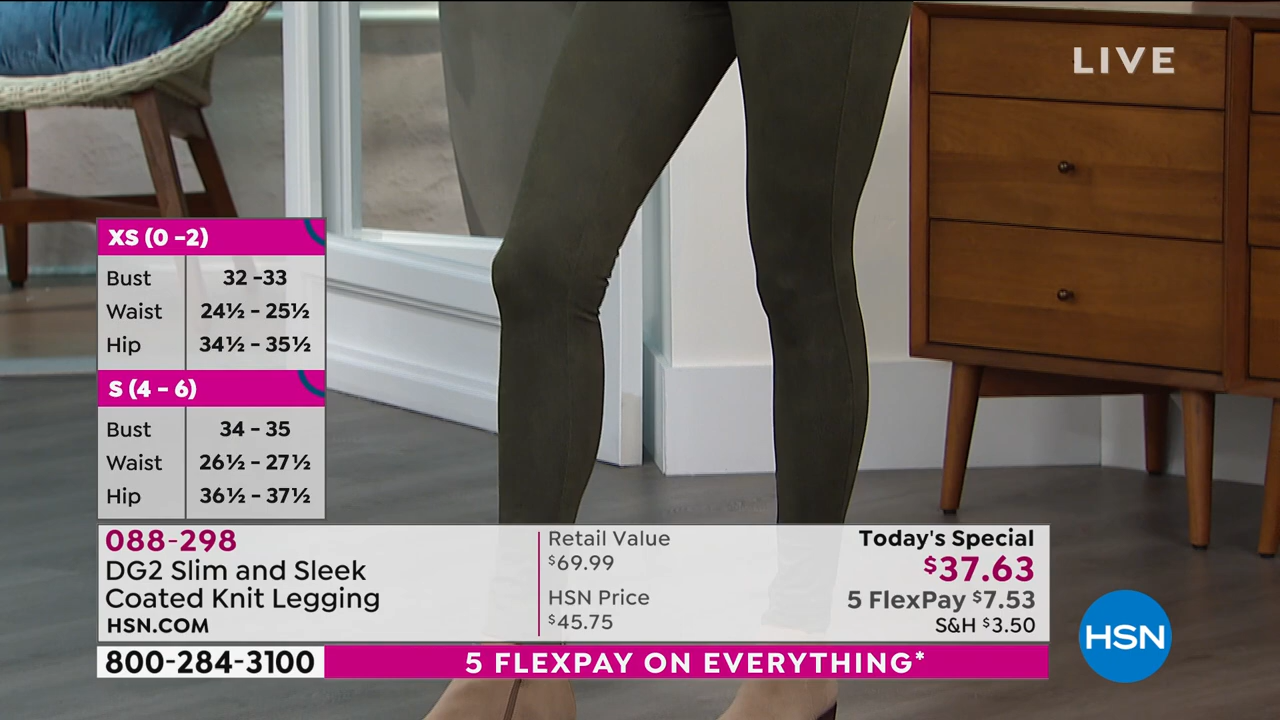 LIVE
XS (0 –2)
Bust 32 –33
Waist 24½ – 25½
Hip 34½ – 35½
S (4 – 6)
Bust 34 – 35
Waist 26½ – 27½
Hip 36½ – 37½
088-298
DG2 Slim and Sleek
Coated Knit Legging
HSN.COM
Retail Value
$69.99
HSN Price
$45.75
Today's Special
$37.63
5 FlexPay $7.53
S&H $3.50
HSN
800-284-3100
5 FLEXPAY ON EVERYTHING*